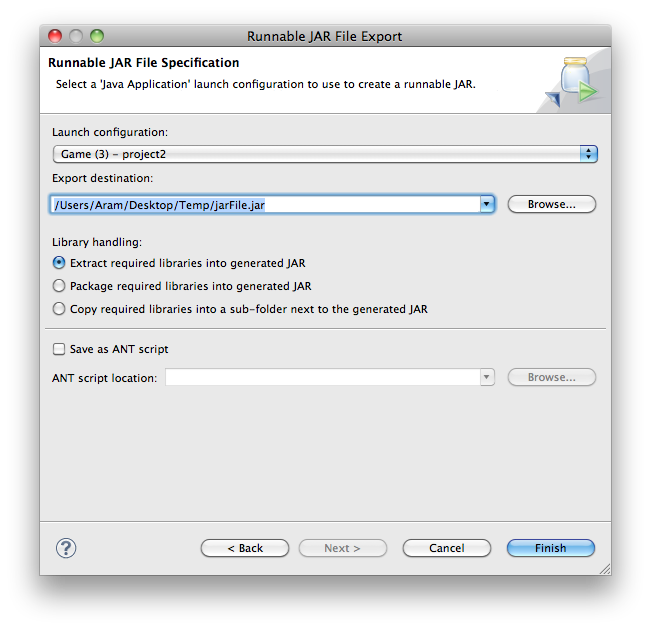 Runnable JAR File Export
Runnable JAR File Specification
Select a 'Java Application' launch configuration to use to create a runnable JAR.
Launch configuration:
Game (3) – project2
Export destination:
/Users/Aram/Desktop/Temp/jarFile.jar
Browse...
Library handling:
Extract required libraries into generated JAR
Package required libraries into generated JAR
Copy required libraries into a sub-folder next to the generated JAR
Save as ANT script
ANT script location:
Browse...
?
< Back
Next >
Cancel
Finish